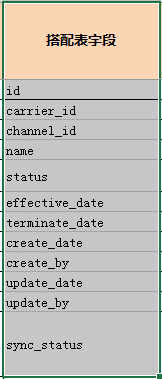 搭配表字段
id
carrier_id
channel_id
name
status
effective_date
terminate_date
create_date
create_by
update_date
update_by
sync_status